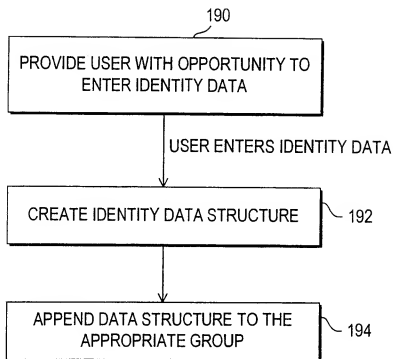 190
PROVIDE USER WITH OPPORTUNITY TO
ENTER IDENTITY DATA
USER ENTERS IDENTITY DATA
CREATE IDENTITY DATA STRUCTURE
192
APPEND DATA STRUCTURE TO THE
APPROPRIATE GROUP
194